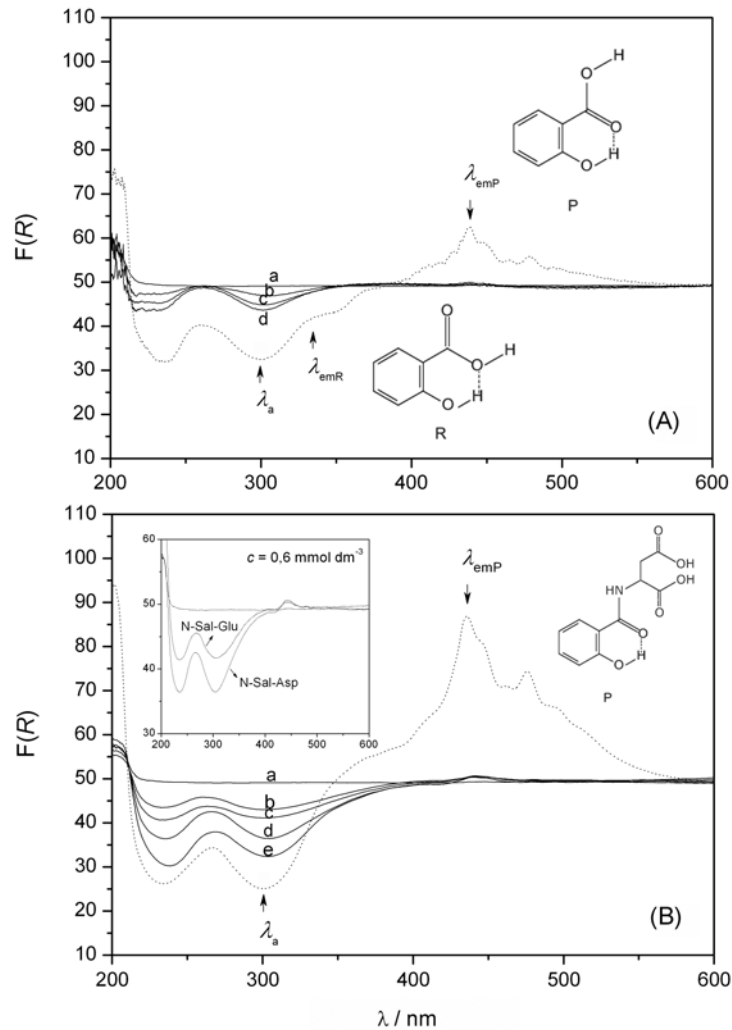 110
100
90
80
70
60
50
40
30
20
10
F(R)
H
O
O
H
O
P
λemP
a
b
c
d
λa
λemR
O
O
H
H
O
R
(A)
200 300 400 500 600
110
100
90
80
70
60
50
40
30
20
10
F(R)
60
50
40
30
c = 0,6 mmol dm-3
N-Sal-Glu
N-Sal-Asp
200 300 400 500 600
λemP
O
OH
OH
HN
O
O
H
O
P
a
b
c
d
e
λa
(B)
200 300 400 500 600
λ / nm